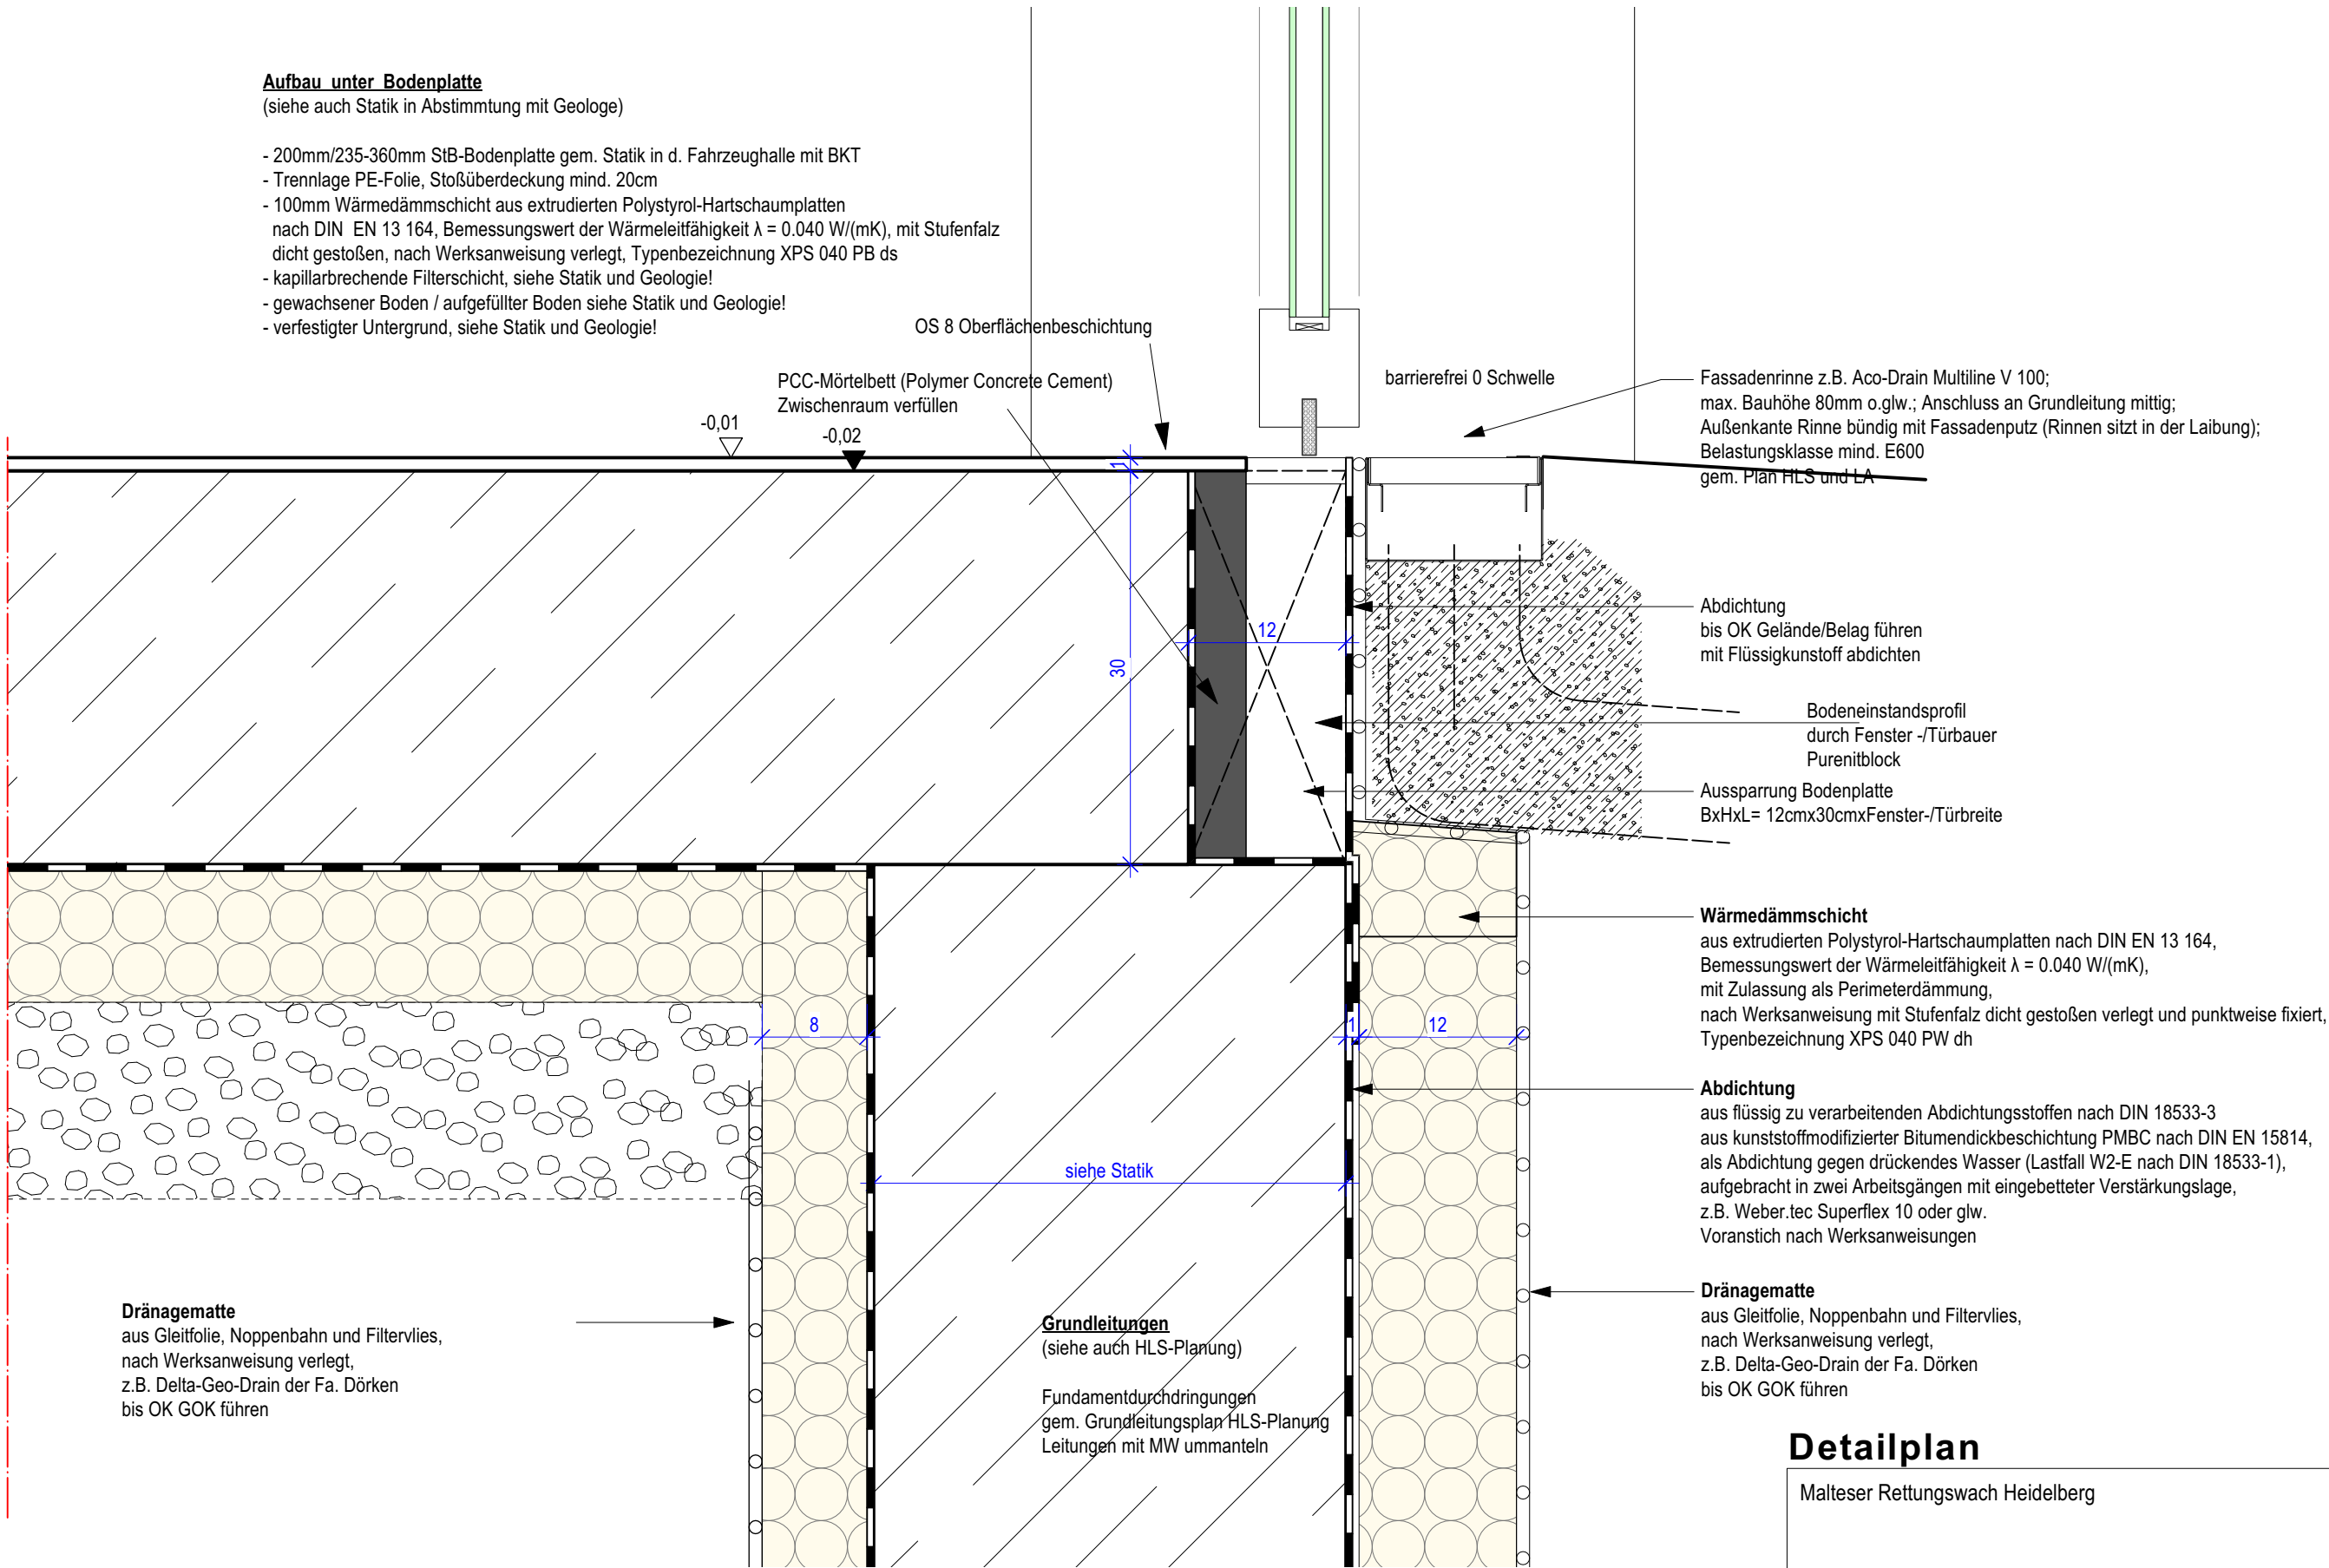 Aufbau unter Bodenplatte
(siehe auch Statik in Abstimmtung mit Geologe)
- 200mm/235-360mm StB-Bodenplatte gem. Statik in d. Fahrzeughalle mit BKT
- Trennlage PE-Folie, Stoßüberdeckung mind. 20cm
- 100mm Wärmedämmschicht aus extrudierten Polystyrol-Hartschaumplatten
nach DIN EN 13 164, Bemessungswert der Wärmeleitfähigkeit λ = 0.040 W/(mK), mit Stufenfalz
dicht gestoßen, nach Werksanweisung verlegt, Typenbezeichnung XPS 040 PB ds
- kapillarbrechende Filterschicht, siehe Statik und Geologie!
- gewachsener Boden / aufgefüllter Boden siehe Statik und Geologie!
- verfestigter Untergrund, siehe Statik und Geologie!
OS 8 Oberflächenbeschichtung
PCC-Mörtelbett (Polymer Concrete Cement)
Zwischenraum verfüllen
-0,01
-0,02
barrierefrei 0 Schwelle
Fassadenrinne z.B. Aco-Drain Multiline V 100;
max. Bauhöhe 80mm o.glw.; Anschluss an Grundleitung mittig;
Außenkante Rinne bündig mit Fassadenputz (Rinnen sitzt in der Laibung);
Belastungsklasse mind. E600
gem. Plan HLS und LA
1
30
12
Abdichtung
bis OK Gelände/Belag führen
mit Flüssigkunstoff abdichten
Bodeneinstandsprofil
durch Fenster -/Türbauer
Purenitblock
Aussparrung Bodenplatte
BxHxL= 12cmx30cmxFenster-/Türbreite
Wärmedämmschicht
aus extrudierten Polystyrol-Hartschaumplatten nach DIN EN 13 164,
Bemessungswert der Wärmeleitfähigkeit λ = 0.040 W/(mK),
mit Zulassung als Perimeterdämmung,
nach Werksanweisung mit Stufenfalz dicht gestoßen verlegt und punktweise fixiert,
Typenbezeichnung XPS 040 PW dh
8
1
12
Abdichtung
aus flüssig zu verarbeitenden Abdichtungsstoffen nach DIN 18533-3
aus kunststoffmodifizierter Bitumendickbeschichtung PMBC nach DIN EN 15814,
als Abdichtung gegen drückendes Wasser (Lastfall W2-E nach DIN 18533-1),
aufgebracht in zwei Arbeitsgängen mit eingebetteter Verstärkungslage,
z.B. Weber.tec Superflex 10 oder glw.
Voranstich nach Werksanweisungen
siehe Statik
Dränagematte
aus Gleitfolie, Noppenbahn und Filtervlies,
nach Werksanweisung verlegt,
z.B. Delta-Geo-Drain der Fa. Dörken
bis OK GOK führen
Grundleitungen
(siehe auch HLS-Planung)
Fundamentdurchdringungen
gem. Grundleitungsplan HLS-Planung
Leitungen mit MW ummanteln
Dränagematte
aus Gleitfolie, Noppenbahn und Filtervlies,
nach Werksanweisung verlegt,
z.B. Delta-Geo-Drain der Fa. Dörken
bis OK GOK führen
Detailplan
Malteser Rettungswach Heidelberg